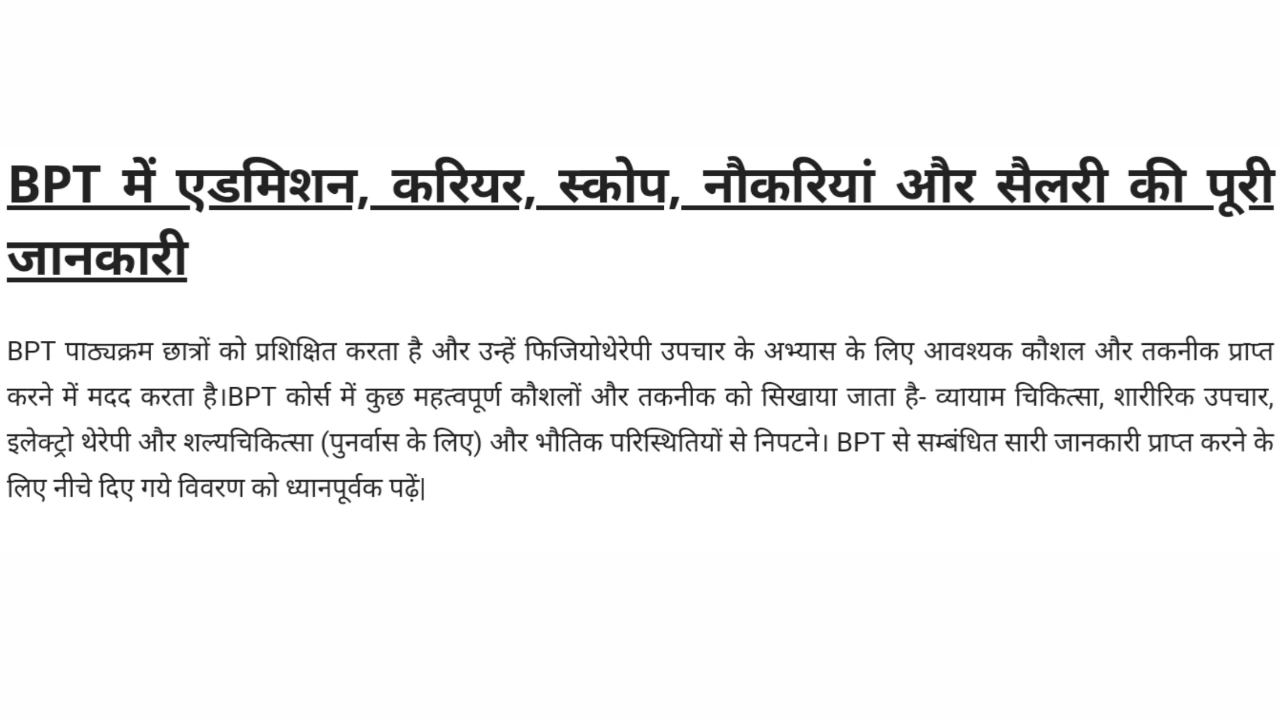 BPT में एडमिशन, करियर, स्कोप, नौकरियां और सैलरी की पूरी
जानकारी
BPT पाठ्यक्रम छात्रों को प्रशिक्षित करता है और उन्हें फिजियोथेरेपी उपचार के अभ्यास के लिए आवश्यक कौशल और तकनीक प्राप्त
करने में मदद करता है।BPT कोर्स में कुछ महत्वपूर्ण कौशलों और तकनीक को सिखाया जाता है- व्यायाम चिकित्सा, शारीरिक उपचार,
इलेक्ट्रो थेरेपी और शल्यचिकित्सा (पुनर्वास के लिए) और भौतिक परिस्थितियों से निपटने। BPT से सम्बंधित सारी जानकारी प्राप्त करने के
लिए नीचे दिए गये विवरण को ध्यानपूर्वक पढ़ें|